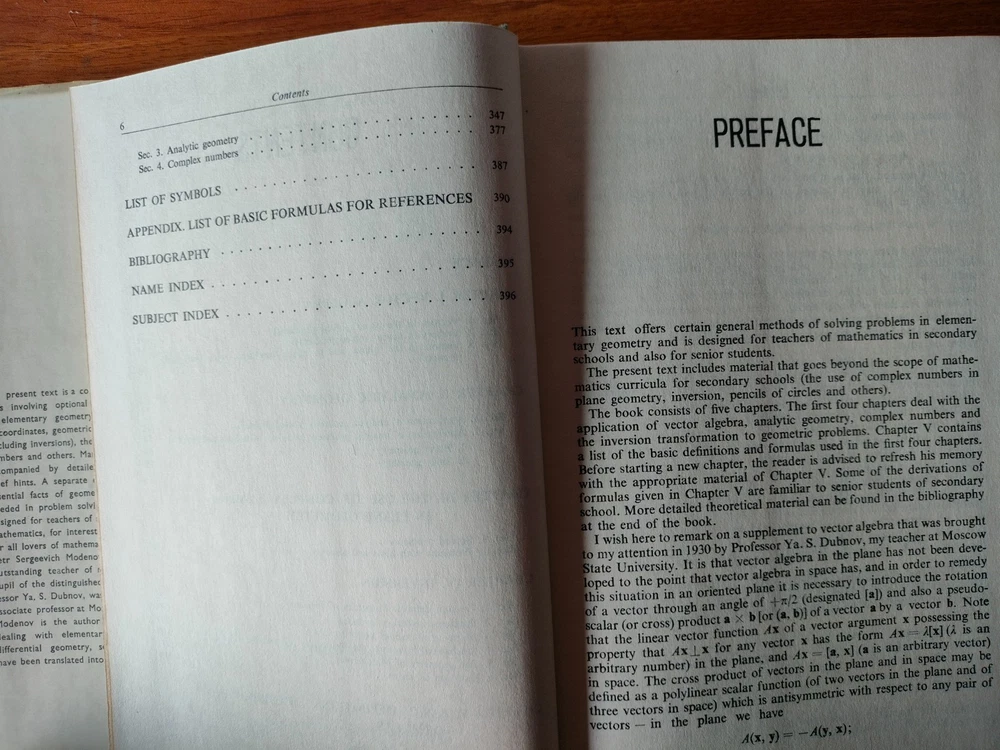 present text is a co
involving optional
elementary geometry
coordinates, geometric
cluding inversions), the
mbers and others. Ma
ompanied by detaile
ef hints. A separate
sential facts of geome
eeded in problem solvi
signed for teachers of
athematics, for interest
r all lovers of mathema
etr Sergeevich Modeno
utstanding teacher of
upil of the distinguished
essor Ya, S. Dubnov, wa
ssociate professor at Mo
Modenov is the author
dealing with elementar
differential geometry, s
have been translated into
6
Contents
Sec. 3. Analytic geometry . . . . . . . . . . . . . . . . . . . . 347
Sec. 4. Complex numbers . . . . . . . . . . . . . . . . . . . . 377
LIST OF SYMBOLS . . . . . . . . . . . . . . . . . . . . 387
APPENDIX. LIST OF BASIC FORMULAS FOR REFERENCES 390
BIBLIOGRAPHY . . . . . . . . . . . . . . . . . . . . 394
NAME INDEX . . . . . . . . . . . . . . . . . . . . 395
SUBJECT INDEX . . . . . . . . . . . . . . . . . . . . 396
PREFACE
This text offers certain general methods of solving problems in elemen-
tary geometry and is designed for teachers of mathematics in secondary
schools and also for senior students.
The present text includes material that goes beyond the scope of mathe-
matics curricula for secondary schools (the use of complex numbers in
plane geometry, inversion, pencils of circles and others).
The book consists of five chapters. The first four chapters deal with the
application of vector algebra, analytic geometry, complex numbers and
the inversion transformation to geometric problems. Chapter V contains
a list of the basic definitions and formulas used in the first four chapters.
Before starting a new chapter, the reader is advised to refresh his memory
with the appropriate material of Chapter V. Some of the derivations of
formulas given in Chapter V are familiar to senior students of secondary
school. More detailed theoretical material can be found in the bibliography
at the end of the book.
I wish here to remark on a supplement to vector algebra that was brought
to my attention in 1930 by Professor Ya. S. Dubnov, my teacher at Moscow
State University. It is that vector algebra in the plane has not been deve-
loped to the point that vector algebra in space has, and in order to remedy
this situation in an oriented plane it is necessary to introduce the rotation
of a vector through an angle of +π/2 (designated [a]) and also a pseudo-
scalar (or cross) product a × b [or (a, b)] of a vector a by a vector b. Note
that the linear vector function Ax of a vector argument x possessing the
property that Ax ⊥ x for any vector x has the form Ax = λ[x] (λ is an
arbitrary number) in the plane, and Ax = [a, x] (a is an arbitrary vector)
in space. The cross product of vectors in the plane and in space may be
defined as a polylinear scalar function (of two vectors in the plane and of
three vectors in space) which is antisymmetric with respect to any pair of
vectors — in the plane we have
A(x, y) = −A(y, x);